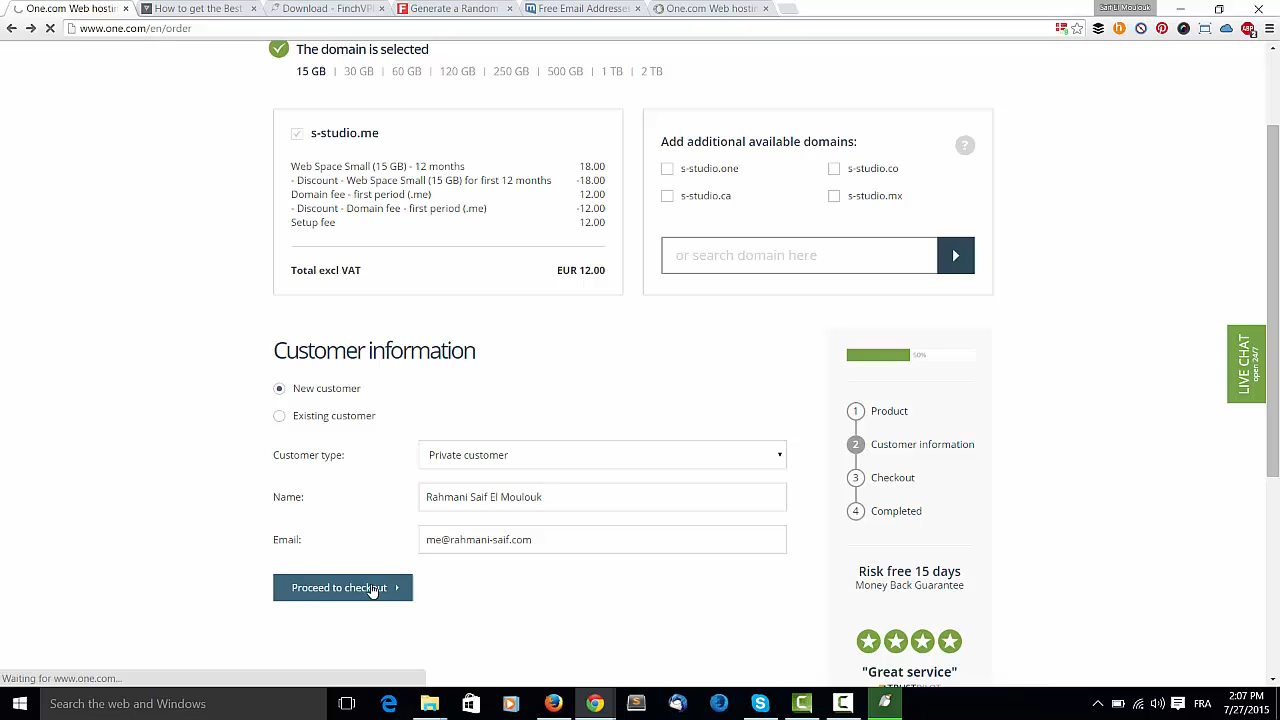 One.com Web hosti
How to get the Best
Download - FinchVP
Generate a Random
Free Email Addresse
One.com Web hostin
www.one.com/en/order
The domain is selected
15 GB | 30 GB | 60 GB | 120 GB | 250 GB | 500 GB | 1 TB | 2 TB
s-studio.me
Web Space Small (15 GB) - 12 months 18.00
- Discount - Web Space Small (15 GB) for first 12 months -18.00
Domain fee - first period (.me) 12.00
- Discount - Domain fee - first period (.me) -12.00
Setup fee 12.00
Total excl VAT EUR 12.00
Add additional available domains:
?
s-studio.one s-studio.co
s-studio.ca s-studio.mx
or search domain here
Customer information
New customer
Existing customer
Customer type: Private customer
Name: Rahmani Saif El Moulouk
Email: me@rahmani-saif.com
Proceed to checkout
50%
1 Product
2 Customer information
3 Checkout
4 Completed
Risk free 15 days
Money Back Guarantee
"Great service"
LIVE CHAT
open 24/7
Waiting for www.one.com...
Search the web and Windows
FRA
2:07 PM
7/27/2015